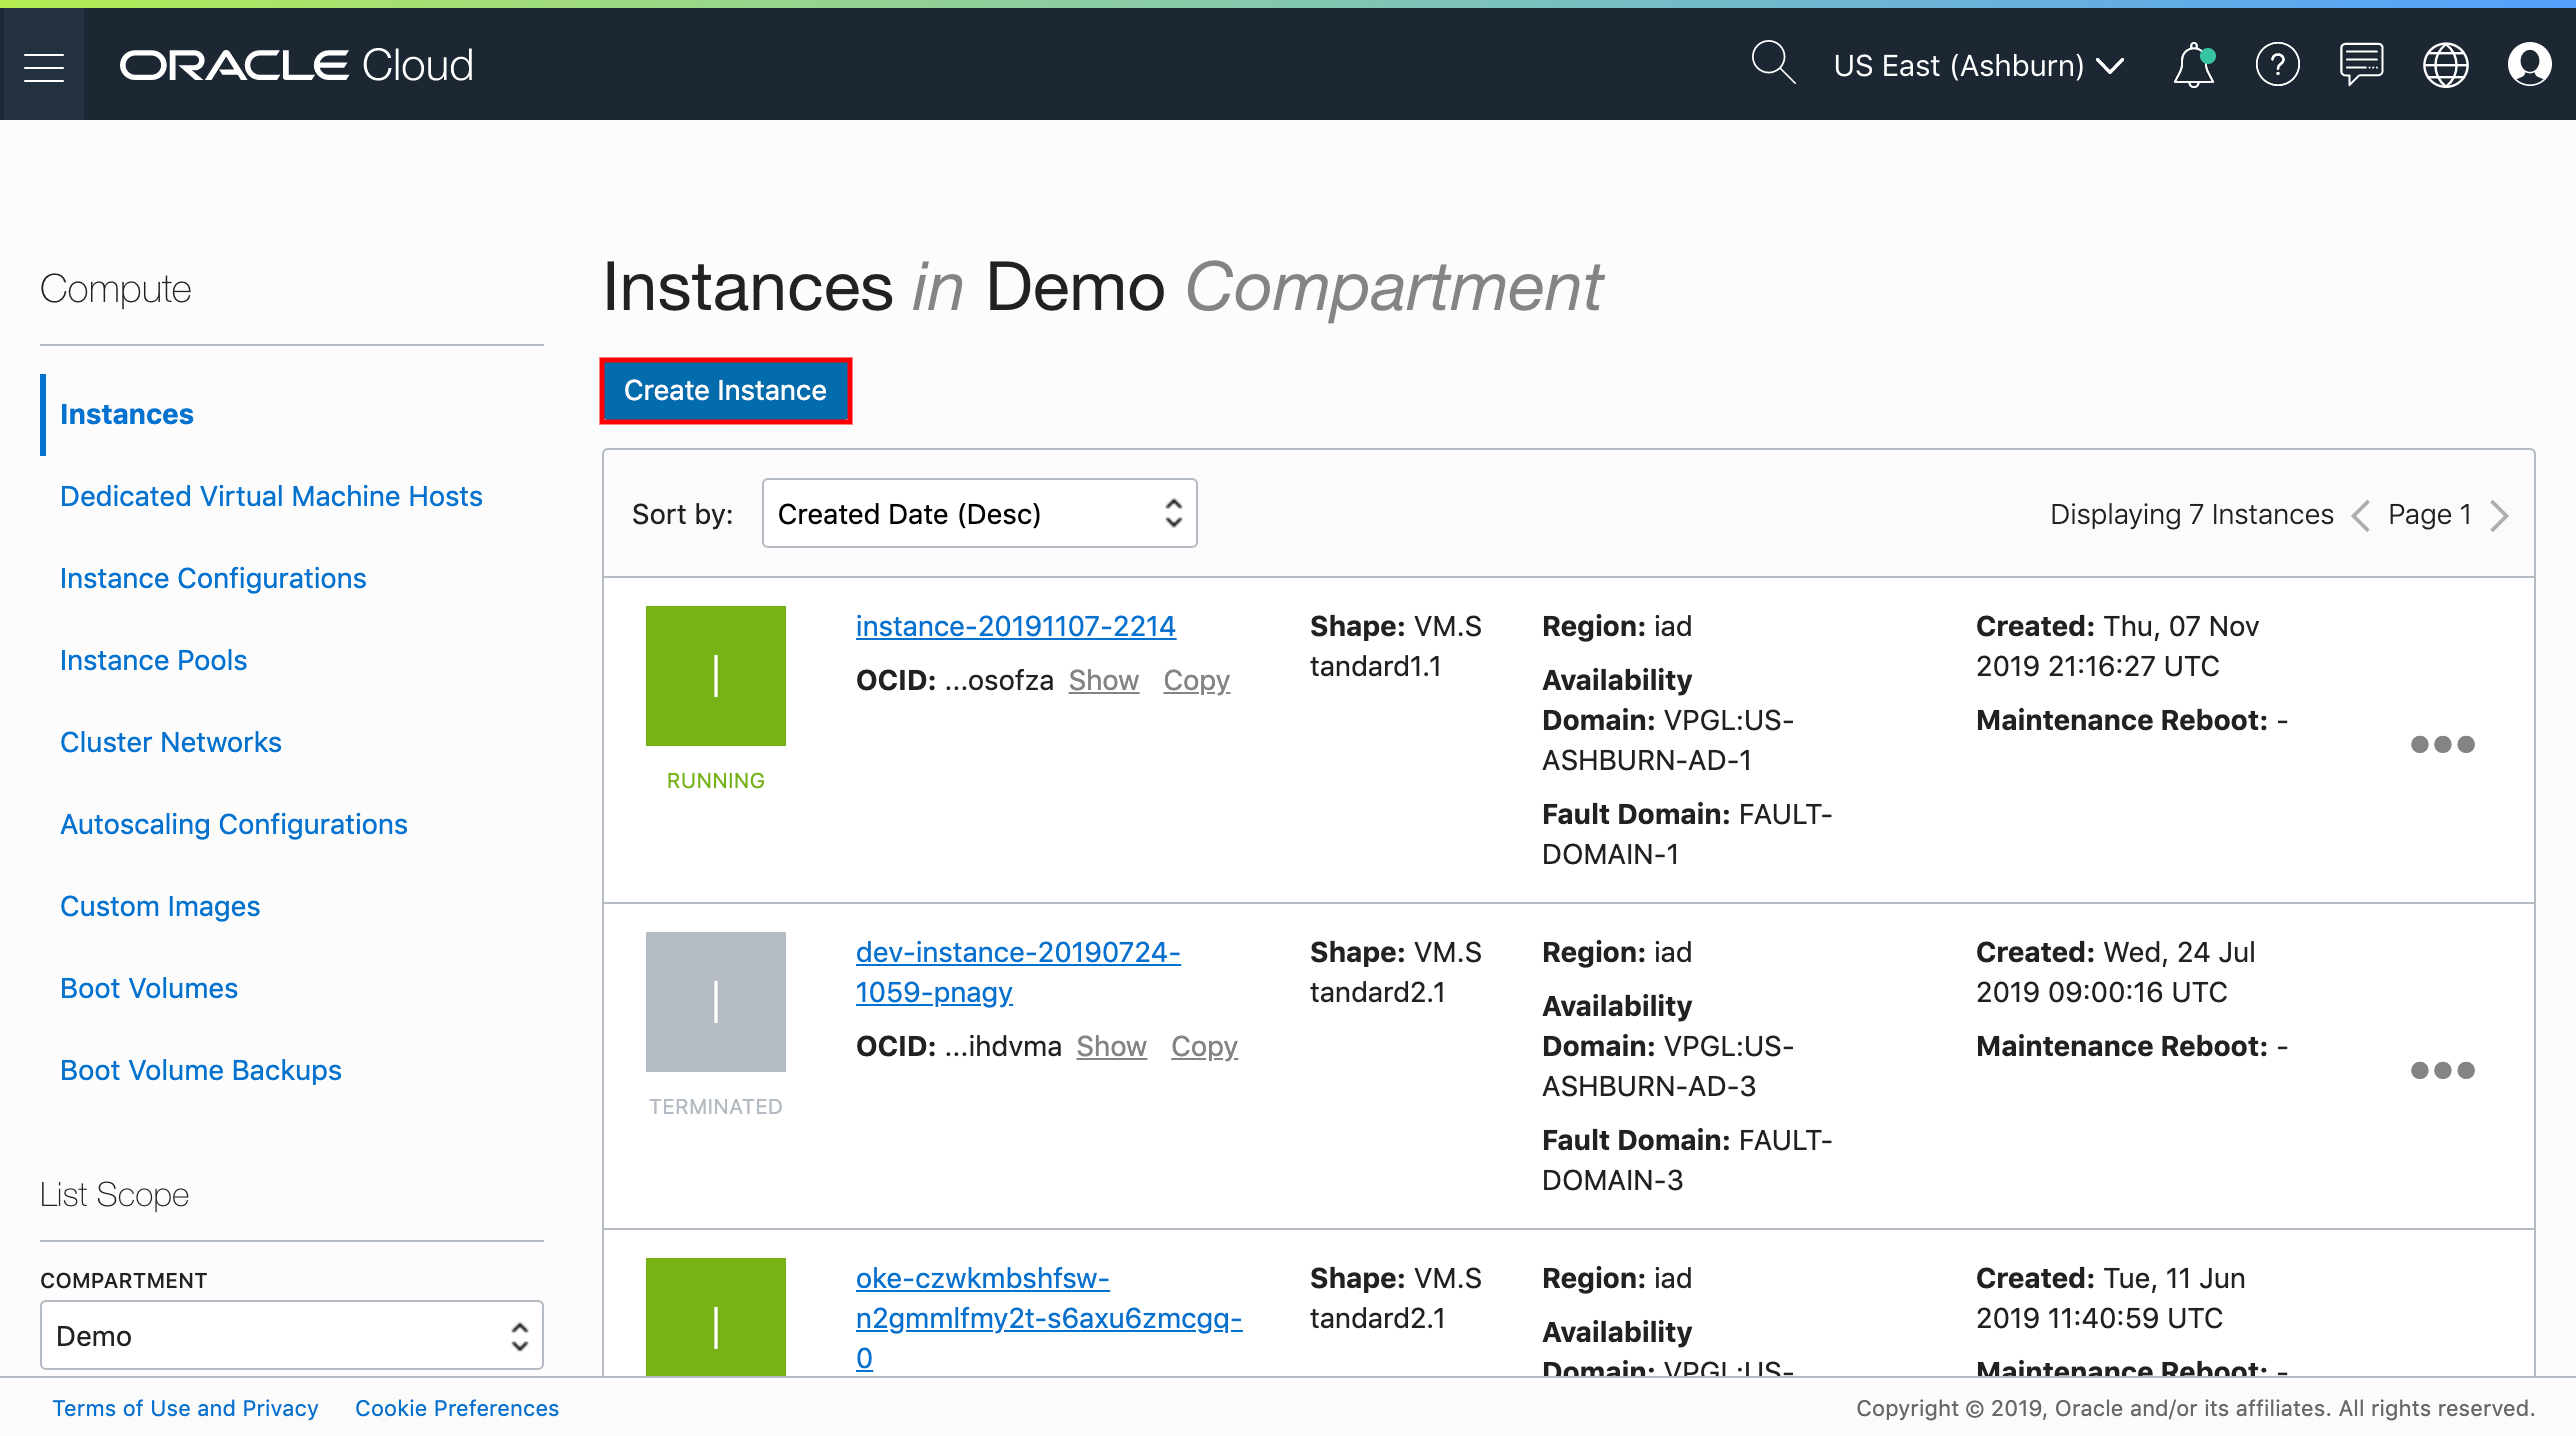 ORACLE Cloud
US East (Ashburn)
Compute
Instances
Dedicated Virtual Machine Hosts
Instance Configurations
Instance Pools
Cluster Networks
Autoscaling Configurations
Custom Images
Boot Volumes
Boot Volume Backups
List Scope
COMPARTMENT
Demo
Instances in Demo Compartment
Create Instance
Sort by: Created Date (Desc)
Displaying 7 Instances Page 1
I
RUNNING
instance-20191107-2214
OCID: ...osofza Show Copy
Shape: VM.S
tandard1.1
Region: iad
Availability
Domain: VPGL:US-
ASHBURN-AD-1
Fault Domain: FAULT-
DOMAIN-1
Created: Thu, 07 Nov
2019 21:16:27 UTC
Maintenance Reboot: -
I
TERMINATED
dev-instance-20190724-
1059-pnagy
OCID: ...ihdvma Show Copy
Shape: VM.S
tandard2.1
Region: iad
Availability
Domain: VPGL:US-
ASHBURN-AD-3
Fault Domain: FAULT-
DOMAIN-3
Created: Wed, 24 Jul
2019 09:00:16 UTC
Maintenance Reboot: -
I
oke-czwkmbshfsw-
n2gmmlfmy2t-s6axu6zmcgq-
0
Shape: VM.S
tandard2.1
Region: iad
Availability
Domain: VPGL:US-
Created: Tue, 11 Jun
2019 11:40:59 UTC
Maintenance Reboot: -
Terms of Use and Privacy Cookie Preferences
Copyright © 2019, Oracle and/or its affiliates. All rights reserved.